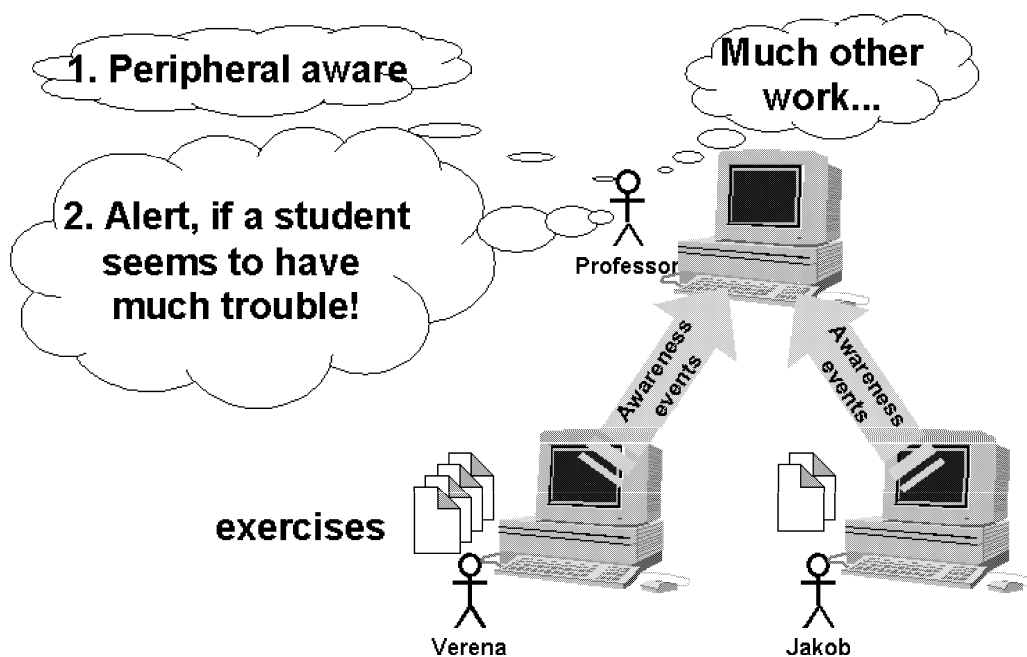 1. Peripheral aware
Much other
work...
2. Alert, if a student
seems to have
much trouble!
Professor
Awareness
events
Awareness
events
exercises
Verena
Jakob